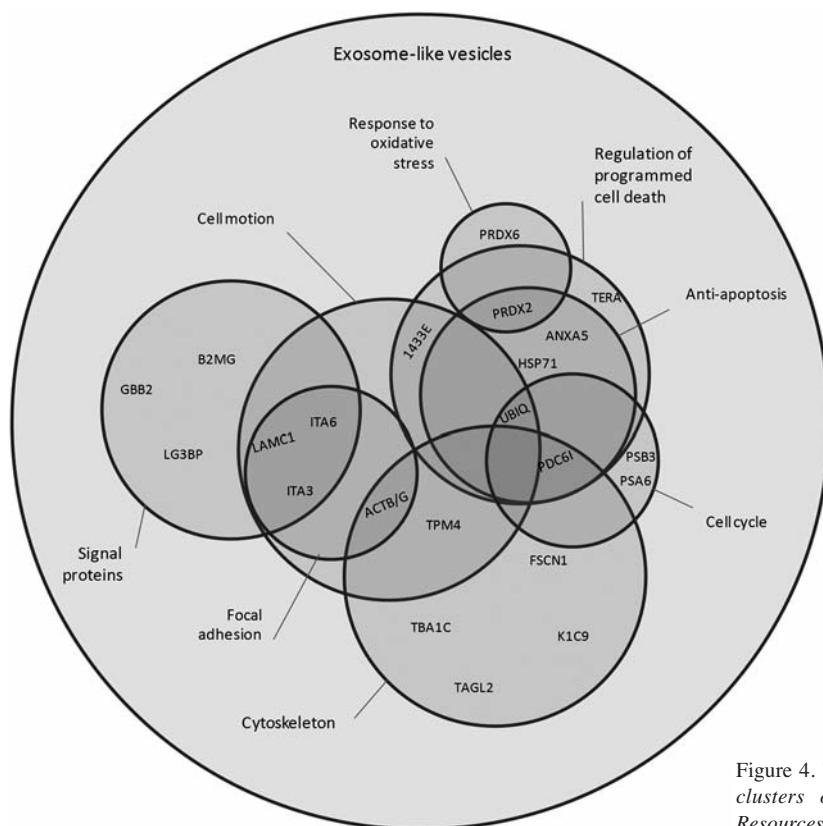 Exosome-like vesicles
Response to
oxidative
stress
Regulation of
programmed
cell death
Cell motion
PRDX6
TERA
PRDX2
Anti-apoptosis
1433E
ANXA5
B2MG
HSP71
GBB2
UBIQ
ITA6
LAMC1
LG3BP
PDC6I
PSB3
PSA6
ITA3
ACTB/G
Cell cycle
TPM4
Signal
proteins
FSCN1
Focal
adhesion
TBA1C
K1C9
TAGL2
Cytoskeleton
Figure 4.
clusters o
Resources